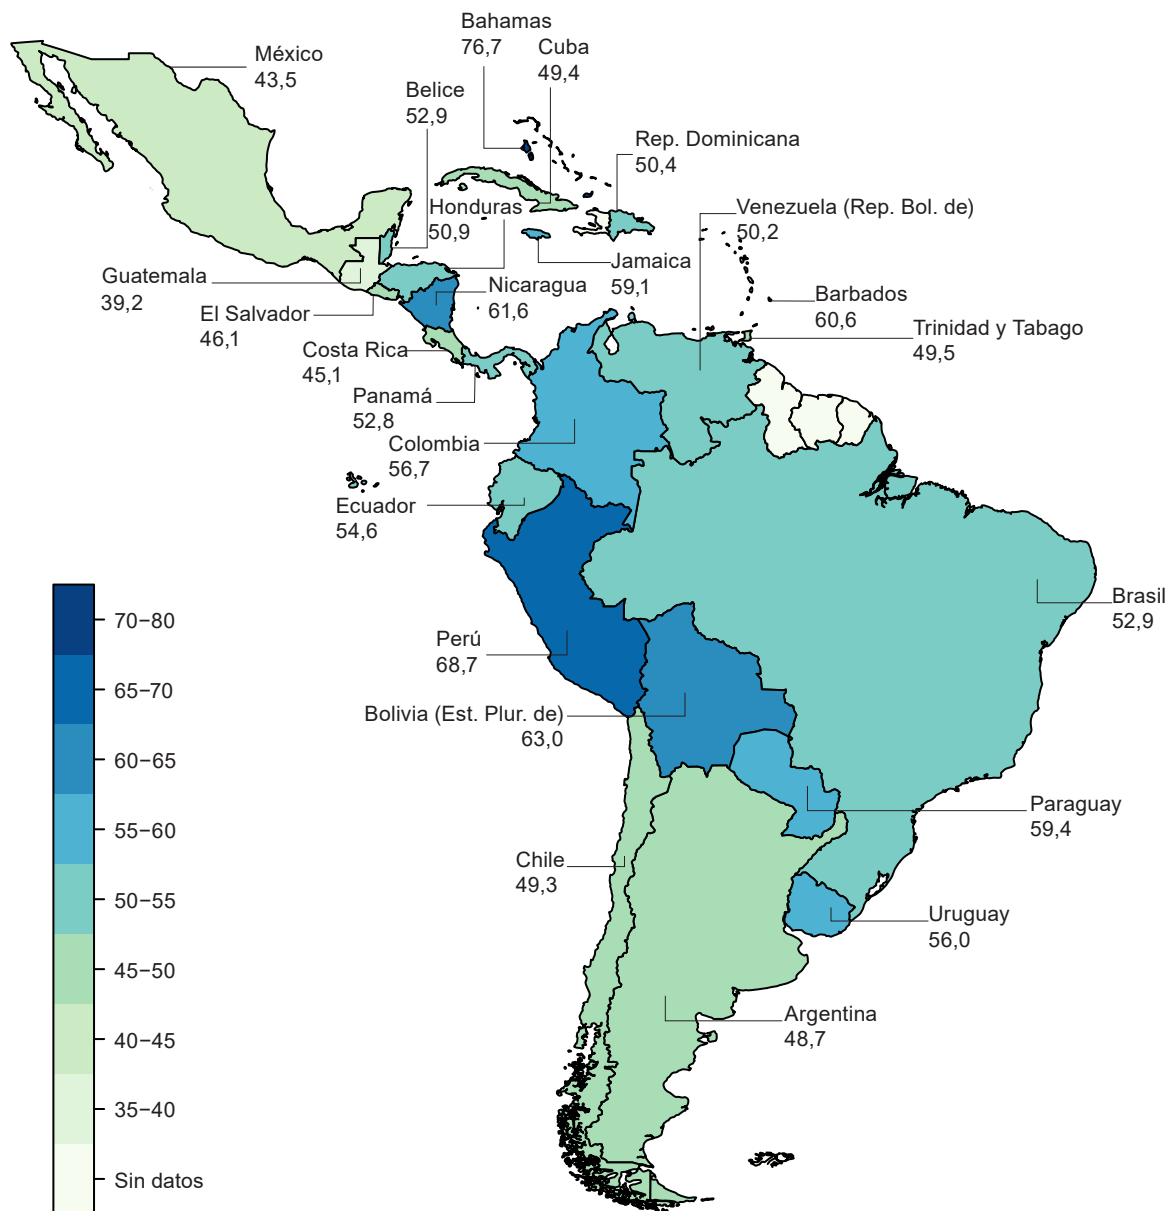 Bahamas
76,7
Cuba
49,4
México
43,5
Belice
52,9
Rep. Dominicana
50,4
Honduras
50,9
Venezuela (Rep. Bol. de)
50,2
Jamaica
59,1
Guatemala
39,2
Nicaragua
61,6
Barbados
60,6
El Salvador
46,1
Trinidad y Tabago
49,5
Costa Rica
45,1
Panamá
52,8
Colombia
56,7
Ecuador
54,6
Brasil
52,9
Perú
68,7
Bolivia (Est. Plur. de)
63,0
Paraguay
59,4
Chile
49,3
Uruguay
56,0
Argentina
48,7
70−80
65−70
60−65
55−60
50−55
45−50
40−45
35−40
Sin datos